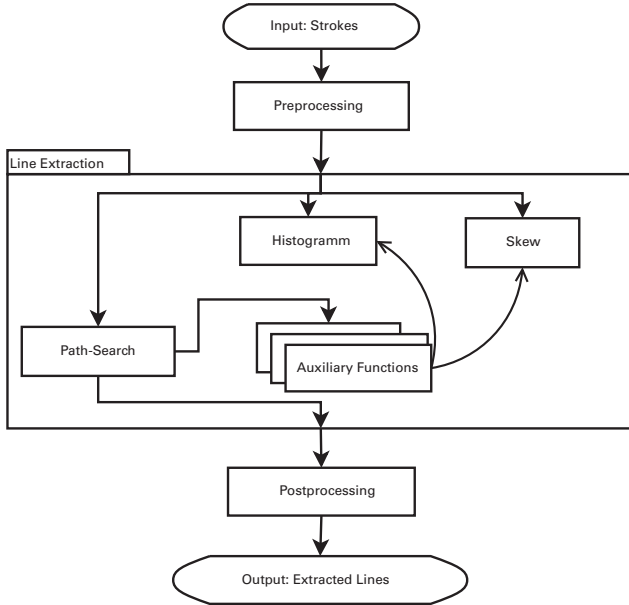 Input: Strokes
Preprocessing
Line Extraction
Histogramm
Skew
Path-Search
Auxiliary Functions
Postprocessing
Output: Extracted Lines